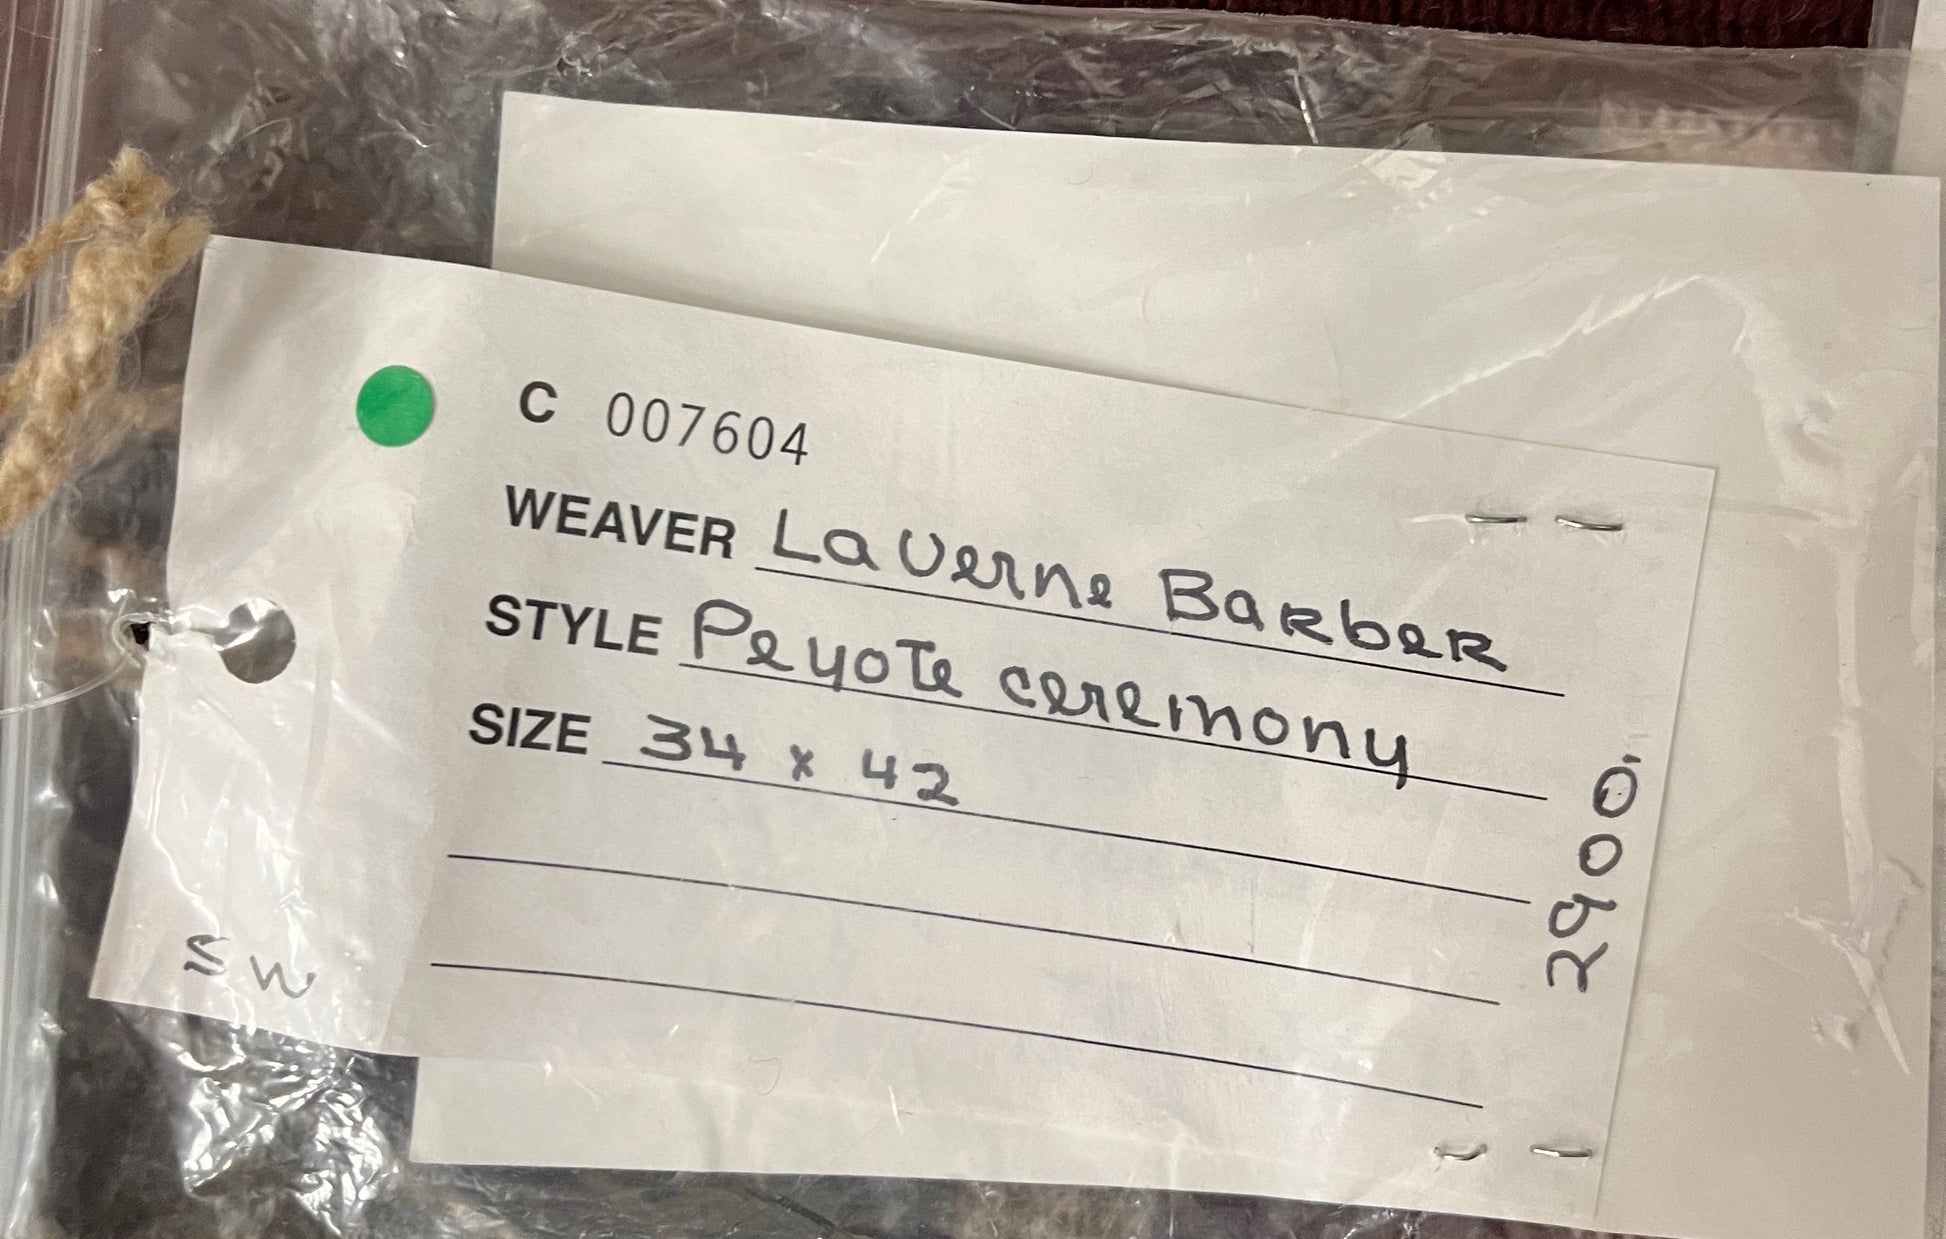 C 007604
WEAVER LaVerne Barber
STYLE Peyote ceremony
SIZE 34 x 42
2900.
SW